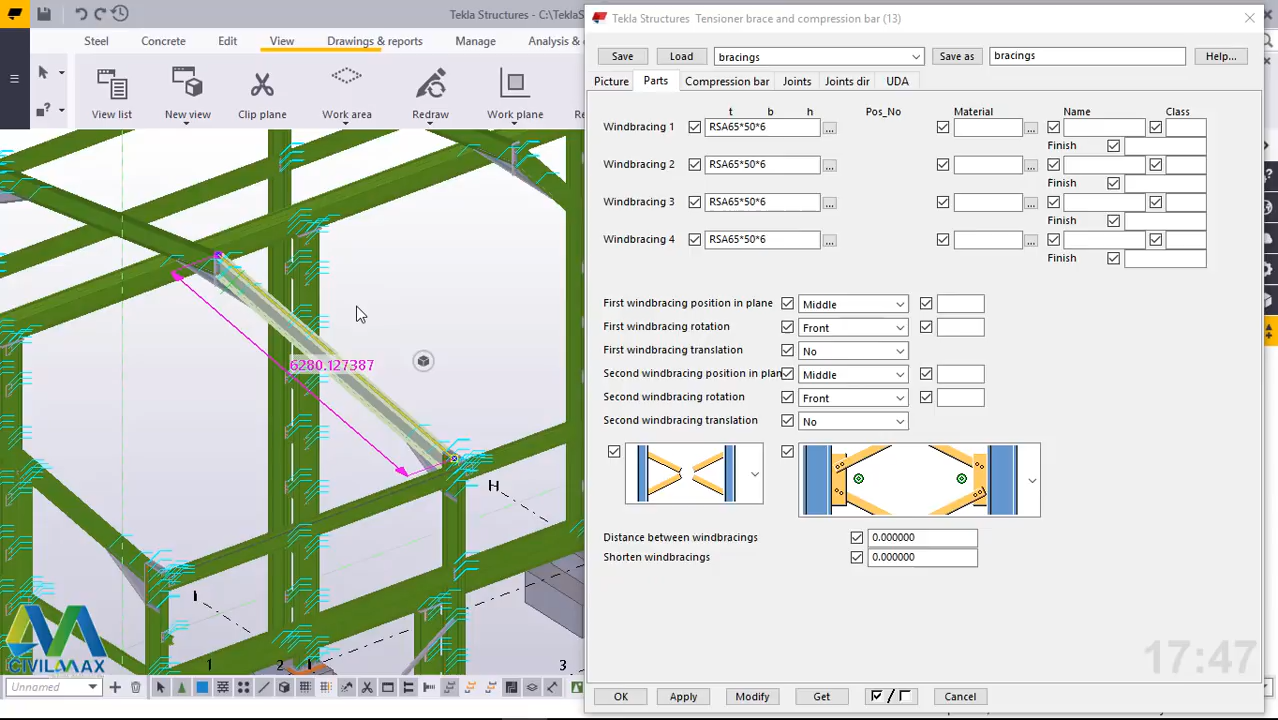 Tekla Structures - C:\TeklaS
Tekla Structures Tensioner brace and compression bar (13)
Steel Concrete Edit View Drawings & reports Manage Analysis &
View list New view Clip plane Work area Redraw Work plane
Save Load bracings Save as bracings Help...
Picture Parts Compression bar Joints Joints dir UDA
t b h Pos_No Material Name Class
Windbracing 1 RSA65*50*6 ...
Finish
Windbracing 2 RSA65*50*6 ...
Finish
Windbracing 3 RSA65*50*6 ...
Finish
Windbracing 4 RSA65*50*6 ...
Finish
First windbracing position in plane Middle
First windbracing rotation Front
First windbracing translation No
Second windbracing position in plan Middle
Second windbracing rotation Front
Second windbracing translation No
Distance between windbracings 0.000000
Shorten windbracings 0.000000
6280.127387
H
1 2 3
CIVILMAX
17:47
Unnamed
OK Apply Modify Get / Cancel